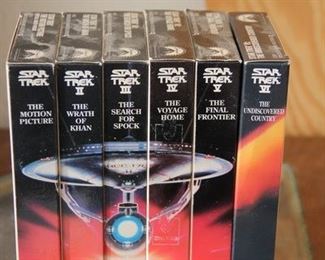 STAR TREK
THE MOTION PICTURE
STAR TREK II
THE WRATH OF KHAN
STAR TREK III
THE SEARCH FOR SPOCK
STAR TREK IV
THE VOYAGE HOME
STAR TREK V
THE FINAL FRONTIER
STAR TREK VI
THE UNDISCOVERED COUNTRY